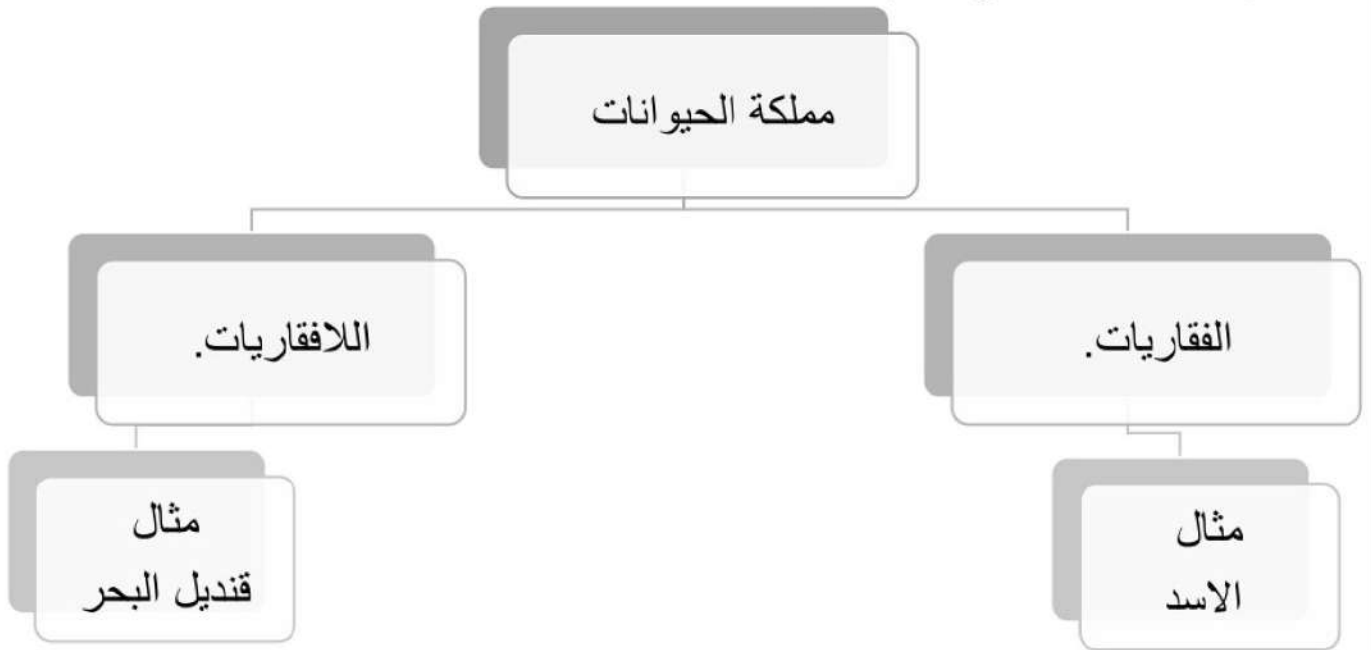 مملكة الحيوانات
الفقاريات.
اللافقاريات.
مثال
الاسد
مثال
قنديل البحر